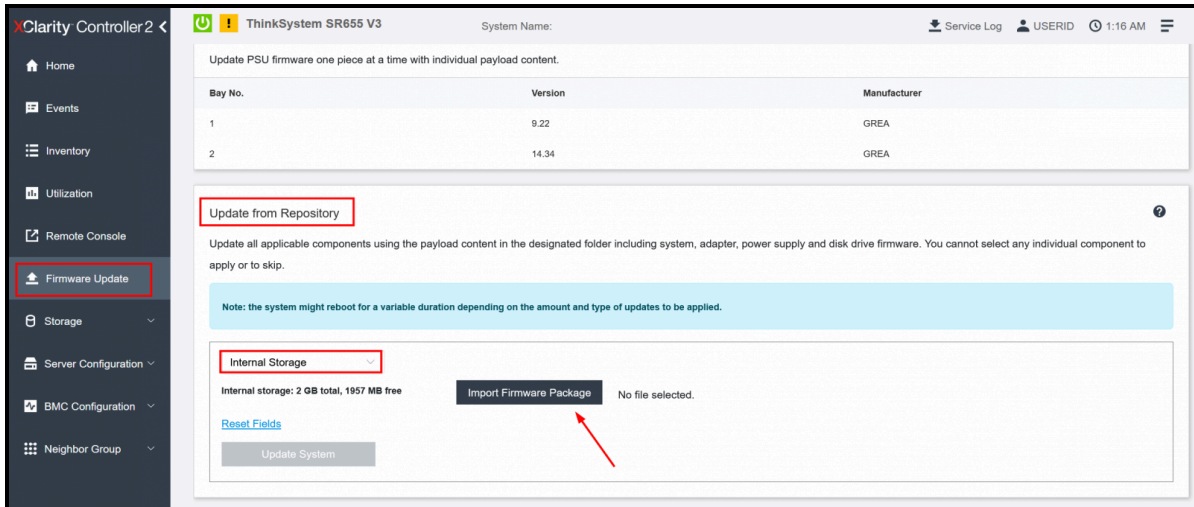 XClarity Controller 2
ThinkSystem SR655 V3
System Name:
Service Log
USERID
1:16 AM
Home
Events
Inventory
Utilization
Remote Console
Firmware Update
Storage
Server Configuration
BMC Configuration
Neighbor Group
Update PSU firmware one piece at a time with individual payload content.
Bay No. Version Manufacturer
1 9.22 GREA
2 14.34 GREA
Update from Repository
Update all applicable components using the payload content in the designated folder including system, adapter, power supply and disk drive firmware. You cannot select any individual component to
apply or to skip.
Note: the system might reboot for a variable duration depending on the amount and type of updates to be applied.
Internal Storage
Internal storage: 2 GB total, 1957 MB free
Import Firmware Package
No file selected.
Reset Fields
Update System